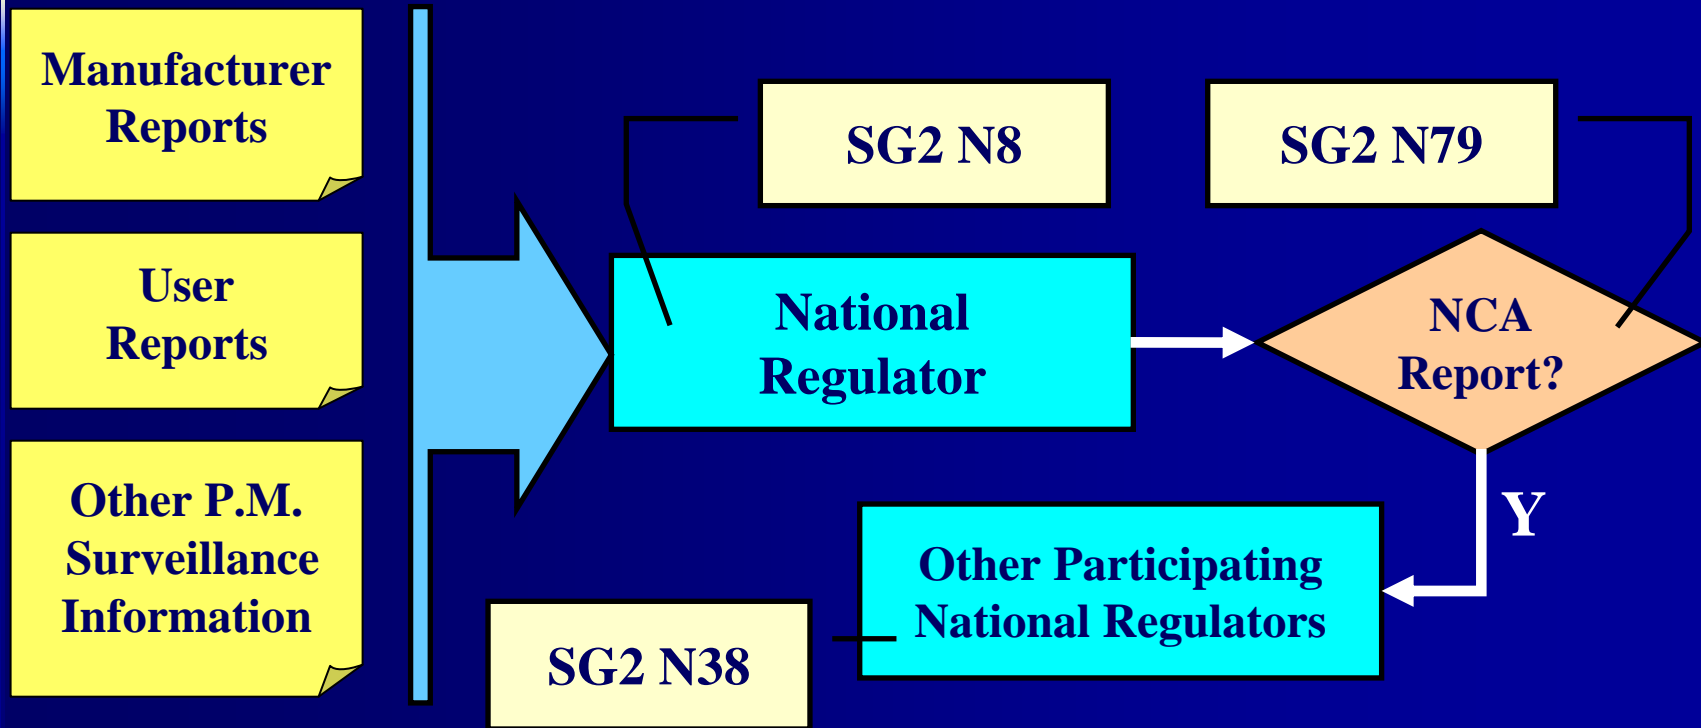 Manufacturer
Reports
User
Reports
Other P.M.
Surveillance
Information
SG2 N8
SG2 N79
National
Regulator
NCA
Report?
Y
Other Participating
National Regulators
SG2 N38